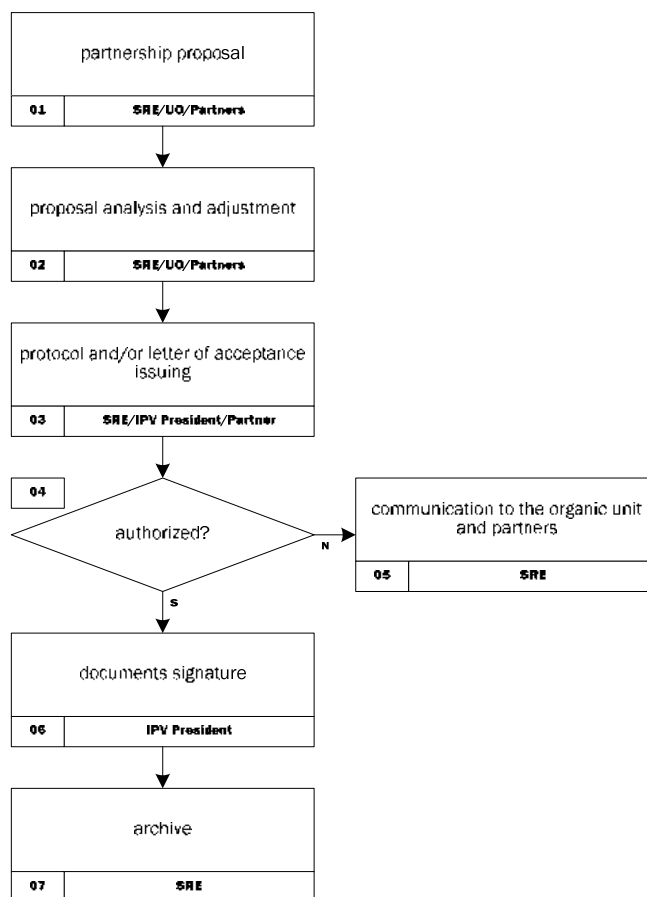 partnership proposal
01 SRE/UO/Partners
proposal analysis and adjustment
02 SRE/UO/Partners
protocol and/or letter of acceptance
issuing
03 SRE/IPV President/Partner
04
authorized?
N
S
communication to the organic unit
and partners
05 SRE
documents signature
06 IPV President
archive
07 SRE